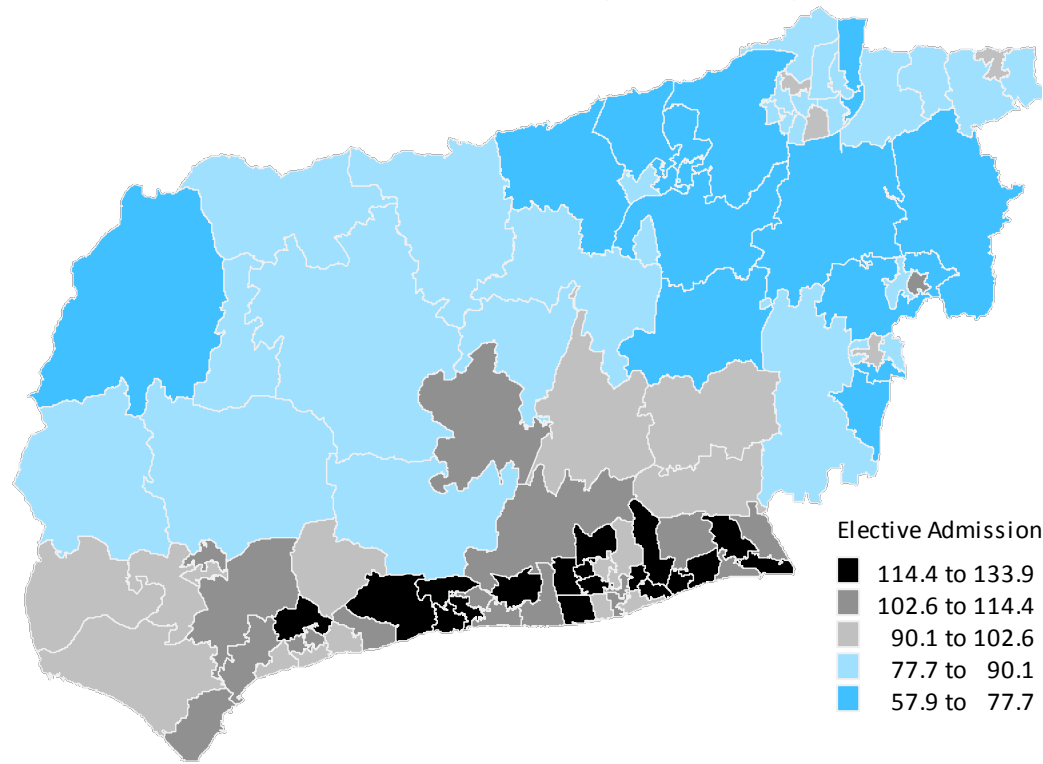 Elective Admission
114.4 to 133.9
102.6 to 114.4
90.1 to 102.6
77.7 to 90.1
57.9 to 77.7